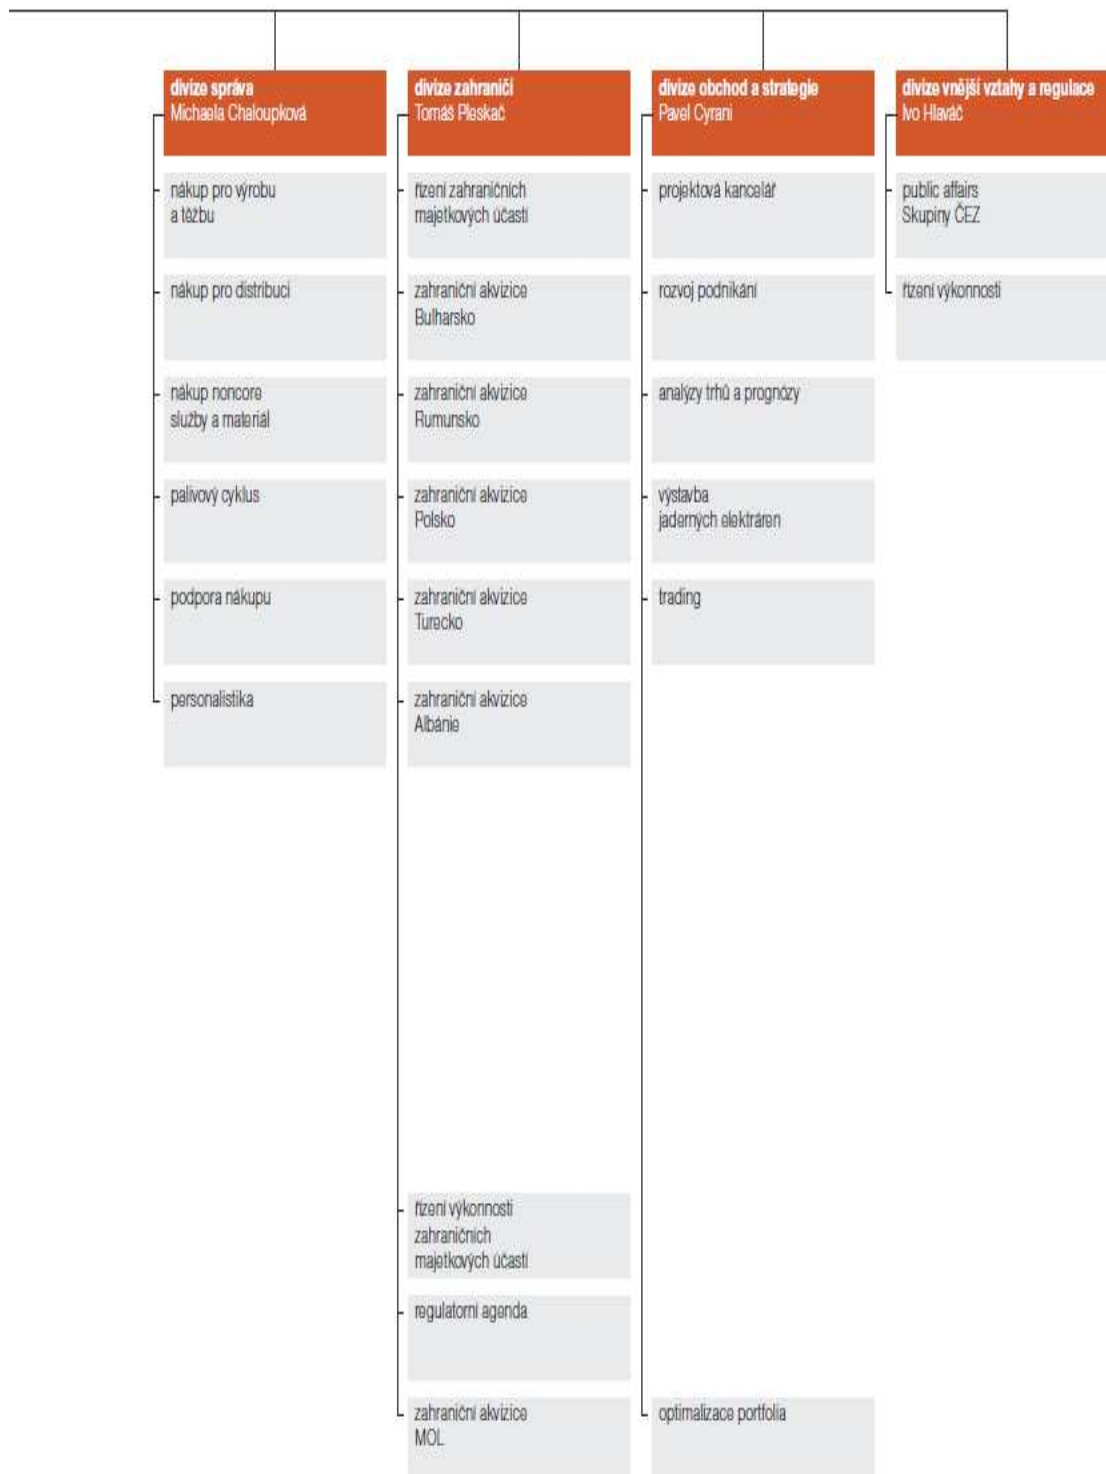 divize správa
Michaela Chaloupková
nákup pro výrobu
a těžbu
nákup pro distribuci
nákup noncore
služby a materiál
palivový cyklus
podpora nákupu
personalistika
divize zahraničí
Tomáš Pleskač
řízení zahraničních
majetkových účastí
zahraniční akvizice
Bulharsko
zahraniční akvizice
Rumunsko
zahraniční akvizice
Polsko
zahraniční akvizice
Turecko
zahraniční akvizice
Albánie
řízení výkonnosti
zahraničních
majetkových účastí
regulatorní agenda
zahraniční akvizice
MOL
divize obchod a strategie
Pavel Cyrani
projektová kancelář
rozvoj podnikání
analýzy trhů a prognózy
výstavba
jaderných elektráren
trading
optimalizace portfolia
divize vnější vztahy a regulace
Ivo Hlaváč
public affairs
Skupiny ČEZ
řízení výkonnosti